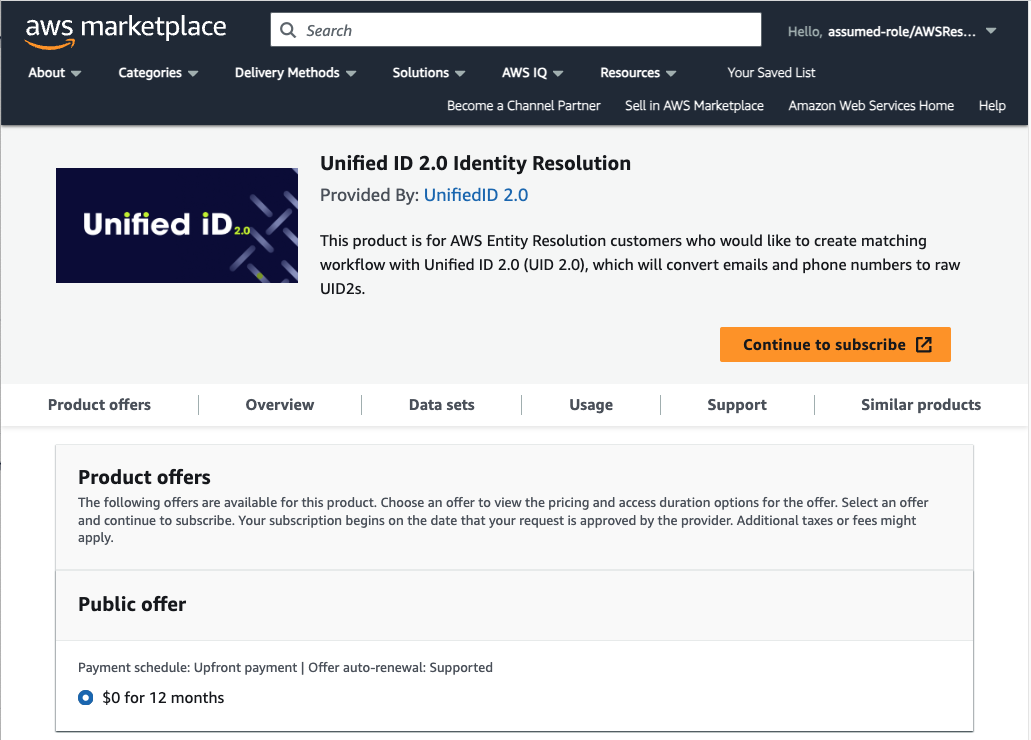 aws marketplace
Search
Hello, assumed-role/AWSRes...
About
Categories
Delivery Methods
Solutions
AWS IQ
Resources
Your Saved List
Become a Channel Partner
Sell in AWS Marketplace
Amazon Web Services Home
Help
Unified iD 2.0
Unified ID 2.0 Identity Resolution
Provided By: UnifiedID 2.0
This product is for AWS Entity Resolution customers who would like to create matching
workflow with Unified ID 2.0 (UID 2.0), which will convert emails and phone numbers to raw
UID2s.
Continue to subscribe
Product offers
Overview
Data sets
Usage
Support
Similar products
Product offers
The following offers are available for this product. Choose an offer to view the pricing and access duration options for the offer. Select an offer
and continue to subscribe. Your subscription begins on the date that your request is approved by the provider. Additional taxes or fees might
apply.
Public offer
Payment schedule: Upfront payment | Offer auto-renewal: Supported
$0 for 12 months